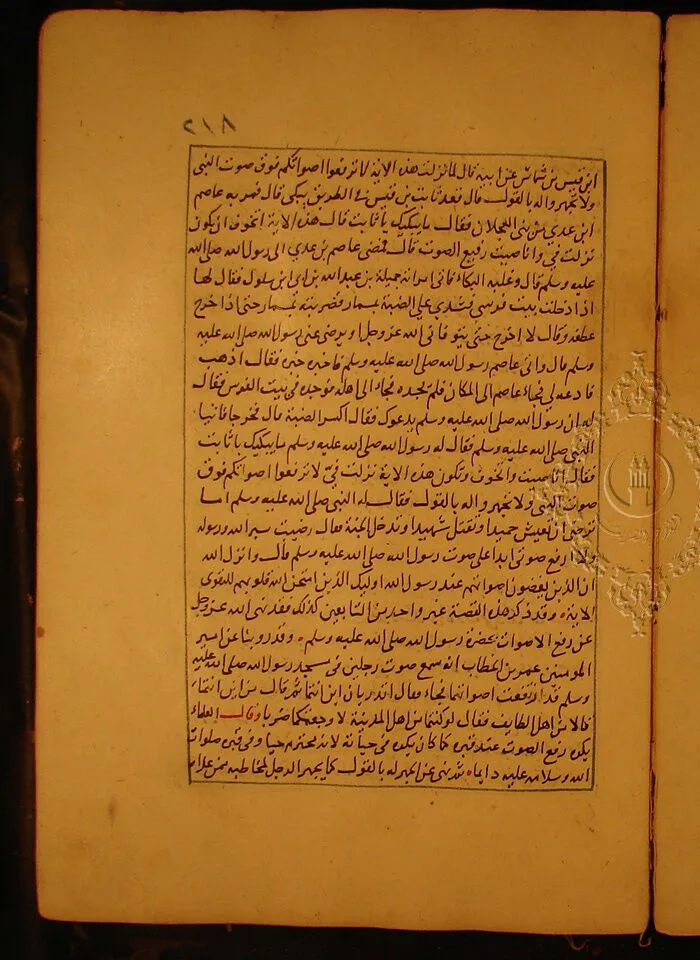 ٢١٨
ابن قيس بن شماس عن ابيه قال لما نزلت هذه الاية لا ترفعوا اصواتكم فوق صوت النبي
ولا تجهروا له بالقول قال فقعد ثابت بن قيس في الطريق يبكي قال فمر به عاصم
ابن عدي من بني العجلان فقال ما يبكيك يا ثابت قال هذه الاية اتخوف ان يكون
نزلت في وانا صيت رفيع الصوت قال فمضى عاصم بن عدي الى رسول الله صلى الله
عليه وسلم قال وغلبه البكاء فاتى امراته جميلة بن عبد الله بن ابي ابن سلول فقال لها
اذا دخلت بيت فرسي فشدي علي الضبة بمسمار فضربته بمسمار حتى اذا خرج
عطفه وقال لا اخرج حتى يتوفاني الله عز وجل او يرضى عني رسول الله صلى الله عليه
وسلم قال واتى عاصم رسول الله صلى الله عليه وسلم فاخبره خبره فقال اذهب
فادعه لي فجاء عاصم الى المكان فلم يجده فجاء الى اهله فوجده في بيت الفرس فقال
له ان رسول الله صلى الله عليه وسلم يدعوك فقال اكسر الضبة قال فخرجا فاتيا
النبي صلى الله عليه وسلم فقال له رسول الله صلى الله عليه وسلم ما يبكيك يا ثابت
فقال انا صيت واتخوف ان تكون هذه الاية نزلت في لا ترفعوا اصواتكم فوق
صوت النبي ولا تجهروا له بالقول فقال له النبي صلى الله عليه وسلم اما
ترضى ان تعيش حميدا وتقتل شهيدا وتدخل الجنة فقال رضيت ببشر الله ورسوله
ولا ارفع صوتي ابدا على صوت رسول الله صلى الله عليه وسلم قال وانزل الله
ان الذين يغضون اصواتهم عند رسول الله اوليك الذين امتحن الله قلوبهم للتقوى
الاية وقد ذكر هذه القصة غير واحد من التابعين كذلك فقد نهى الله عز وجل
عن رفع الاصوات بحضرة رسول الله صلى الله عليه وسلم وقد روينا عن امير
المومنين عمر بن الخطاب انه سمع صوت رجلين في مسجد رسول الله صلى الله عليه
وسلم قد ارتفعت اصواتهما فجاء فقال اتدريان اين انتما ثم قال من اين انتما
قالا من اهل الطايف فقال لو كنتما من اهل المدينة لاوجعتكما ضربا وقال العلماء
يكره رفع الصوت عند قبره كما كان يكره في حياته لانه محترم حيا وفي قبره صلوات
الله وسلامه عليه دايما ثم نهى عن الجهر له بالقول كما يجهر الرجل لمخاطبه ممن عداه